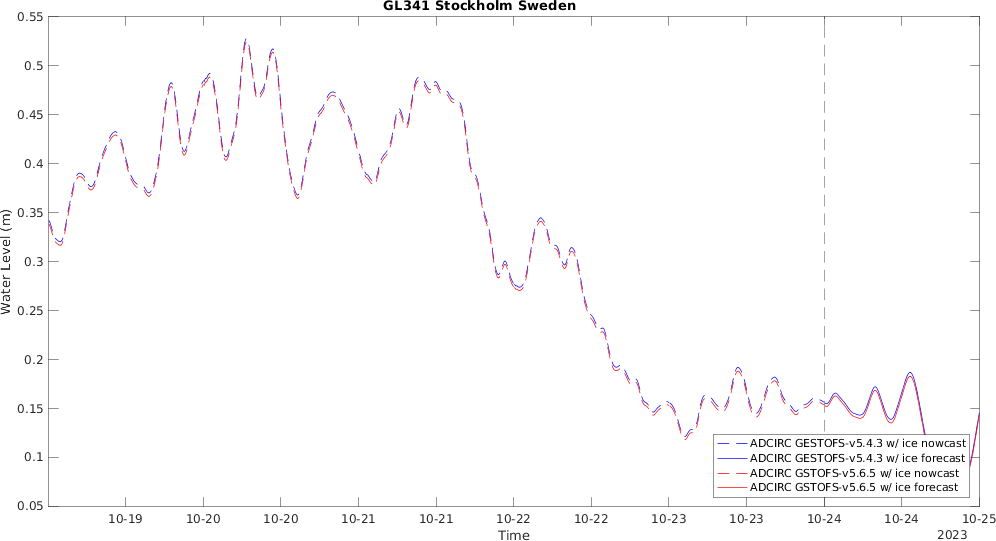 GL341 Stockholm Sweden
0.55
0.5
0.45
0.4
0.35
0.3
0.25
0.2
0.15
0.1
0.05
Water Level (m)
ADCIRC GESTOFS-v5.4.3 w/ ice nowcast
ADCIRC GESTOFS-v5.4.3 w/ ice forecast
ADCIRC GSTOFS-v5.6.5 w/ ice nowcast
ADCIRC GSTOFS-v5.6.5 w/ ice forecast
10-19 10-20 10-20 10-21 10-21 10-22 10-22 10-23 10-23 10-24 10-24 10-25
Time
2023